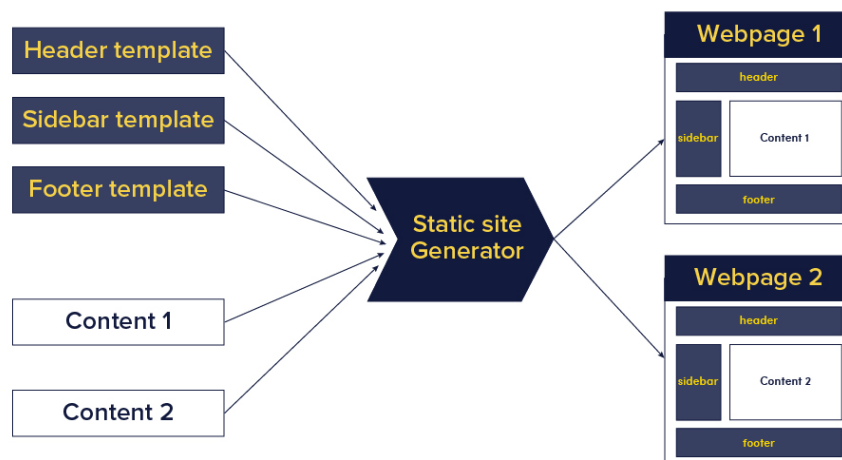 Header template
Sidebar template
Footer template
Content 1
Content 2
Static site
Generator
Webpage 1
header
sidebar
Content 1
footer
Webpage 2
header
sidebar
Content 2
footer